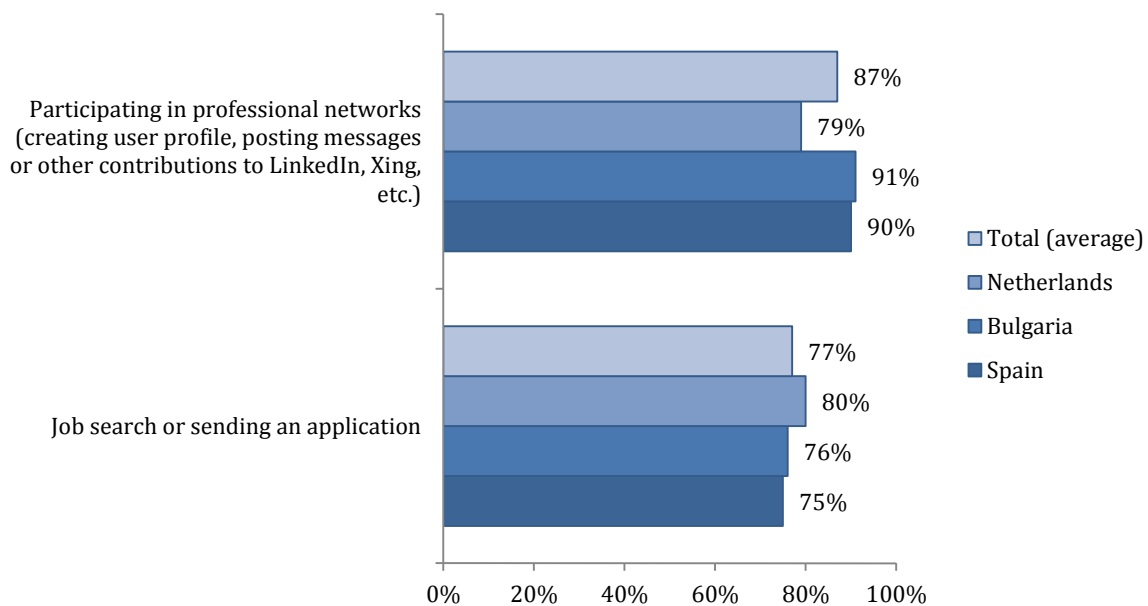 Participating in professional networks
(creating user profile, posting messages
or other contributions to LinkedIn, Xing,
etc.)
87%
79%
91%
90%
Job search or sending an application
77%
80%
76%
75%
Total (average)
Netherlands
Bulgaria
Spain
0% 20% 40% 60% 80% 100%